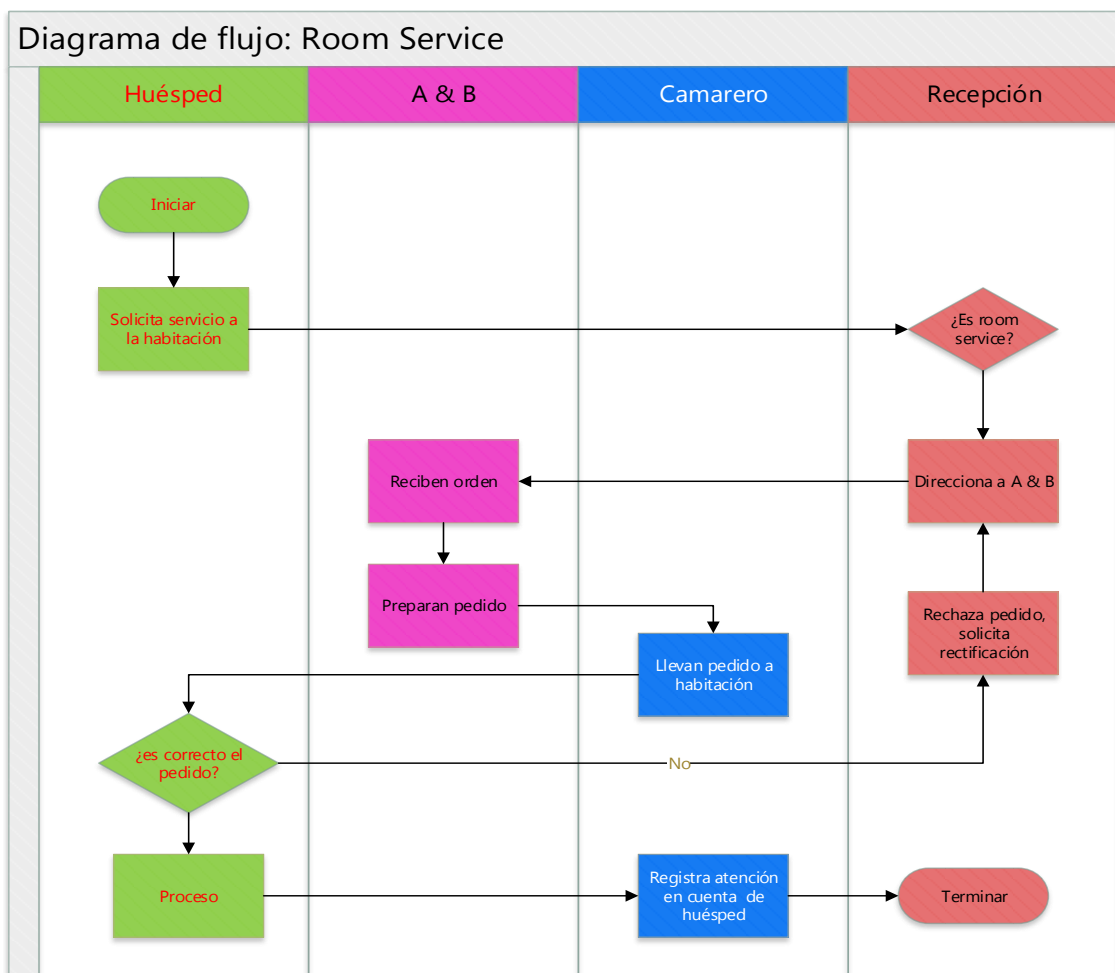 Diagrama de flujo: Room Service
Huésped
A & B
Camarero
Recepción
Iniciar
Solicita servicio a
la habitación
¿Es room
service?
Reciben orden
Direcciona a A & B
Preparan pedido
Rechaza pedido,
solicita
rectificación
Llevan pedido a
habitación
¿es correcto el
pedido?
No
Proceso
Registra atención
en cuenta de
huésped
Terminar